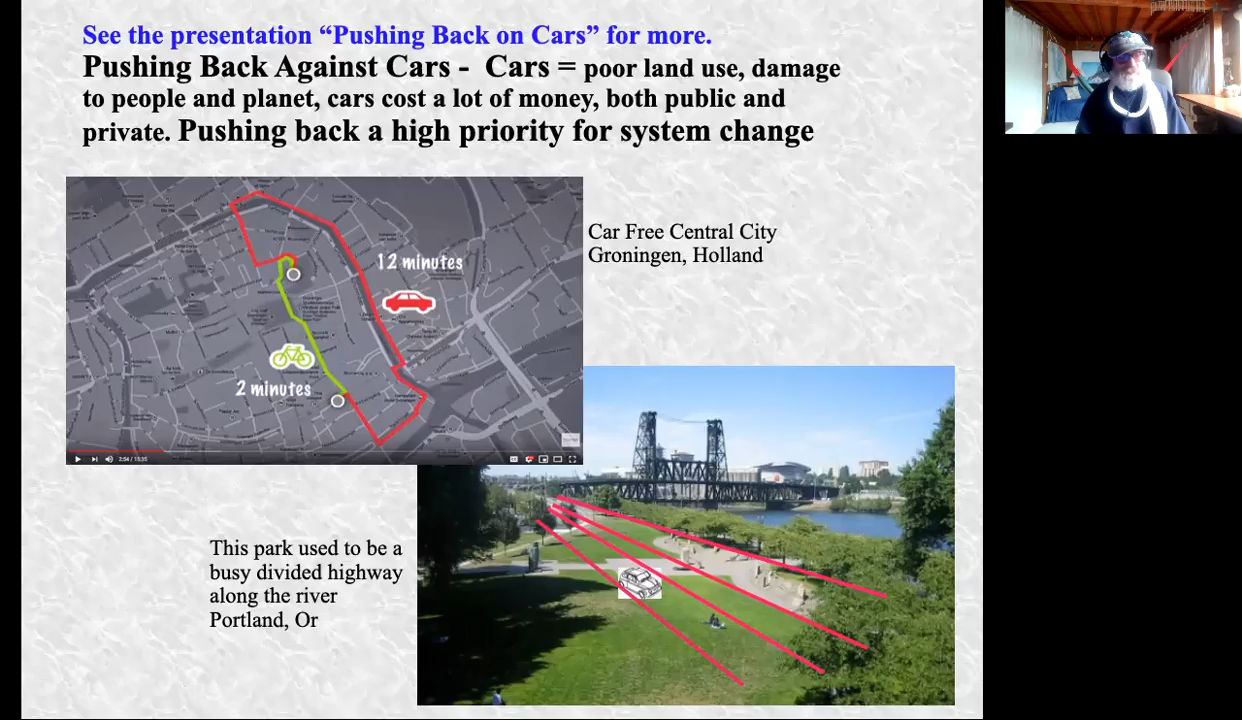 See the presentation “Pushing Back on Cars” for more.
Pushing Back Against Cars - Cars = poor land use, damage
to people and planet, cars cost a lot of money, both public and
private. Pushing back a high priority for system change
12 minutes
2 minutes
Car Free Central City
Groningen, Holland
This park used to be a
busy divided highway
along the river
Portland, Or